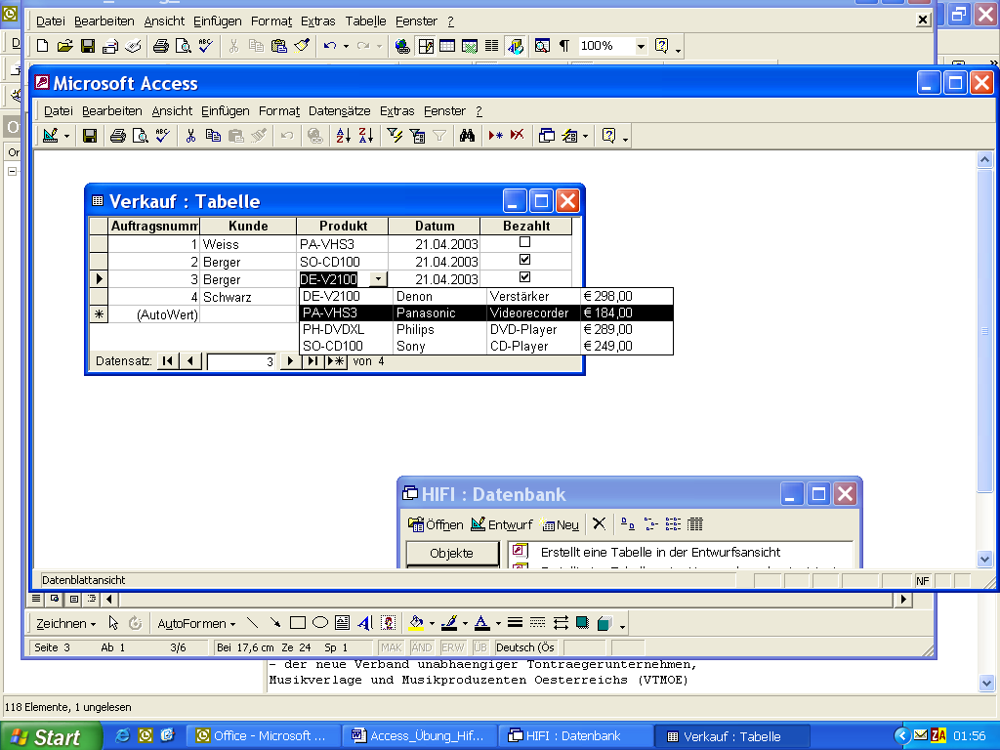 Datei Bearbeiten Ansicht Einfügen Format Extras Tabelle Fenster ?
100%
Microsoft Access
Datei Bearbeiten Ansicht Einfügen Format Datensätze Extras Fenster ?
Verkauf : Tabelle
Auftragsnumm Kunde Produkt Datum Bezahlt
1 Weiss PA-VHS3 21.04.2003
2 Berger SO-CD100 21.04.2003
3 Berger DE-V2100 21.04.2003
4 Schwarz DE-V2100 Denon Verstärker € 298,00
(AutoWert) PA-VHS3 Panasonic Videorecorder € 184,00
PH-DVDXL Philips DVD-Player € 289,00
SO-CD100 Sony CD-Player € 249,00
Datensatz: 3 von 4
HIFI : Datenbank
Öffnen Entwurf Neu
Objekte Erstellt eine Tabelle in der Entwurfsansicht
Datenblattansicht NF
Zeichnen AutoFormen
Seite 3 Ab 1 3/6 Bei 17,6 cm Ze 24 Sp 1 MAK ÄND ERW ÜB Deutsch (Ös
- der neue Verband unabhaengiger Tontraegerunternehmen,
Musikverlage und Musikproduzenten Oesterreichs (VTMOE)
118 Elemente, 1 ungelesen
Start Office - Microsoft ... Access_Übung_Hif... HIFI : Datenbank Verkauf : Tabelle ZA 01:56